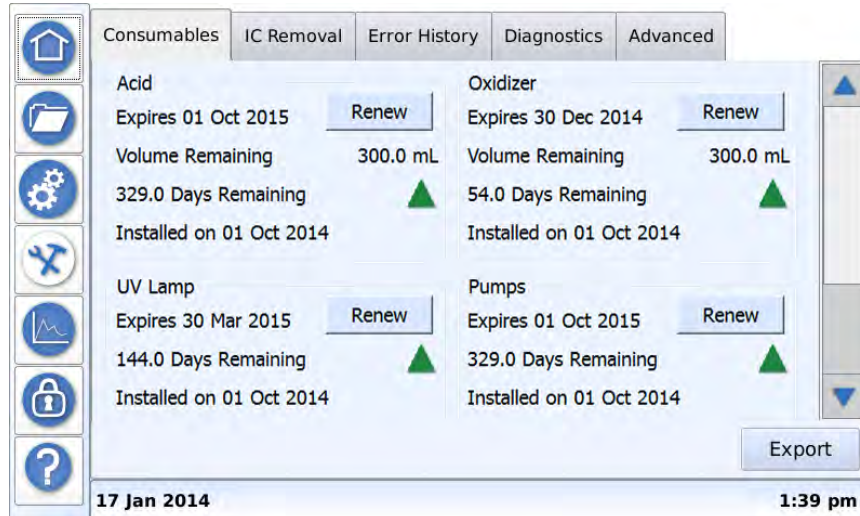 Consumables IC Removal Error History Diagnostics Advanced
Acid
Expires 01 Oct 2015 Renew
Volume Remaining 300.0 mL
329.0 Days Remaining
Installed on 01 Oct 2014
Oxidizer
Expires 30 Dec 2014 Renew
Volume Remaining 300.0 mL
54.0 Days Remaining
Installed on 01 Oct 2014
UV Lamp
Expires 30 Mar 2015 Renew
144.0 Days Remaining
Installed on 01 Oct 2014
Pumps
Expires 01 Oct 2015 Renew
329.0 Days Remaining
Installed on 01 Oct 2014
Export
17 Jan 2014 1:39 pm